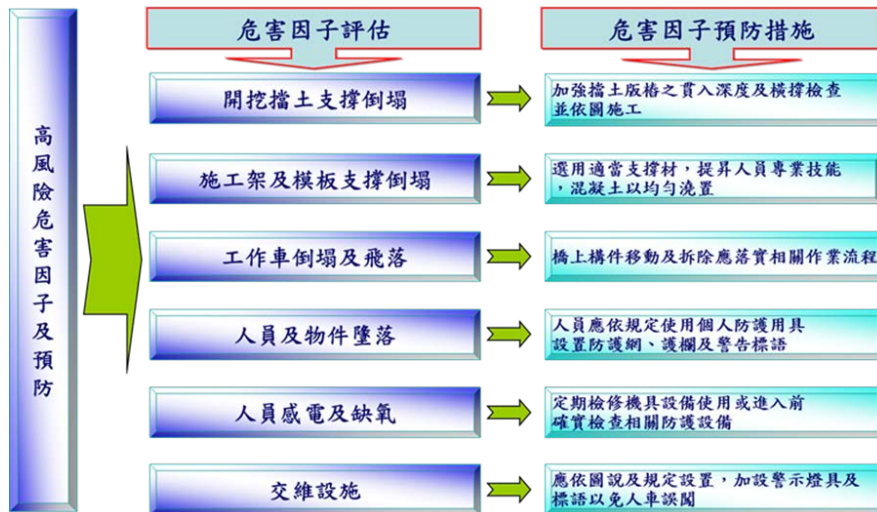 高風險危害因子及預防
危害因子評估
危害因子預防措施
開挖擋土支撐倒塌
加強擋土版樁之貫入深度及橫撐檢查
並依圖施工
施工架及模板支撐倒塌
選用適當支撐材，提昇人員專業技能
，混凝土以均勻澆置
工作車倒塌及飛落
橋上構件移動及拆除應落實相關作業流程
人員及物件墜落
人員應依規定使用個人防護用具
設置防護網、護欄及警告標語
人員感電及缺氧
定期檢修機具設備使用或進入前
確實檢查相關防護設備
交維設施
應依圖說及規定設置，加設警示燈具及
標語以免人車誤闖